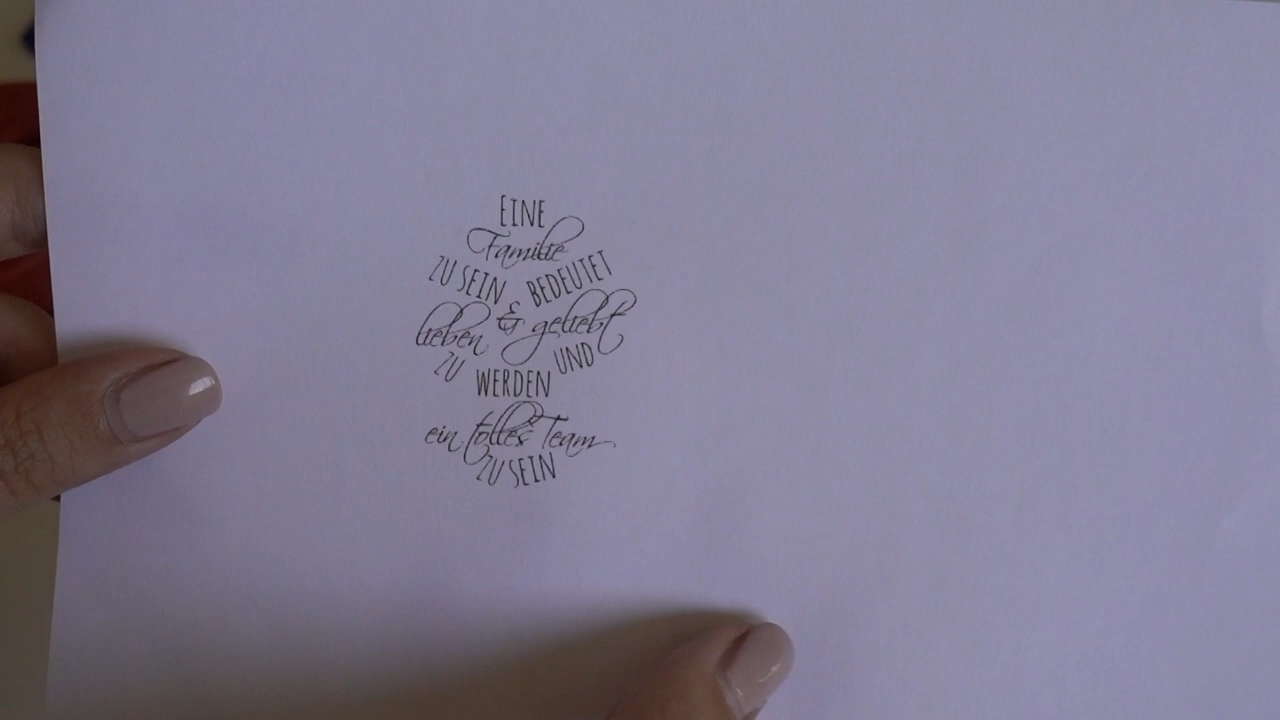 EINE
Familie
ZU SEIN BEDEUTET
lieben & geliebt
ZU WERDEN UND
ein tolles Team
ZU SEIN